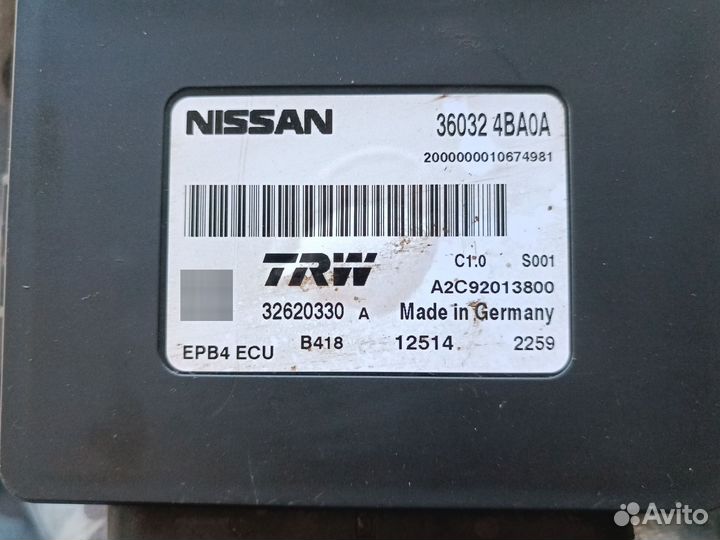 NISSAN 36032 4BA0A
2000000010674981
TRW C1.0 S001
A2C92013800
32620330 A Made in Germany
EPB4 ECU B418 12514 2259
Avito